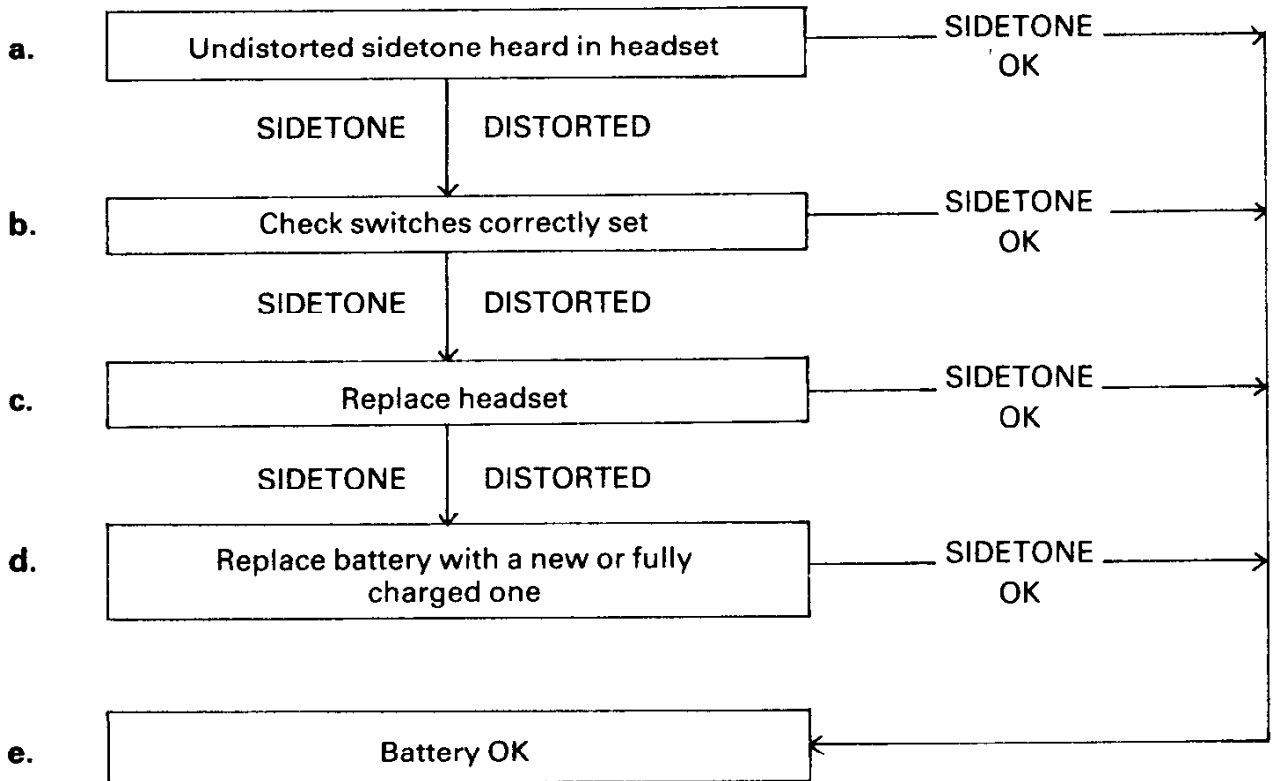 a. Undistorted sidetone heard in headset
SIDETONE
OK
SIDETONE DISTORTED
b. Check switches correctly set
SIDETONE
OK
SIDETONE DISTORTED
c. Replace headset
SIDETONE
OK
SIDETONE DISTORTED
d. Replace battery with a new or fully
charged one
SIDETONE
OK
e. Battery OK